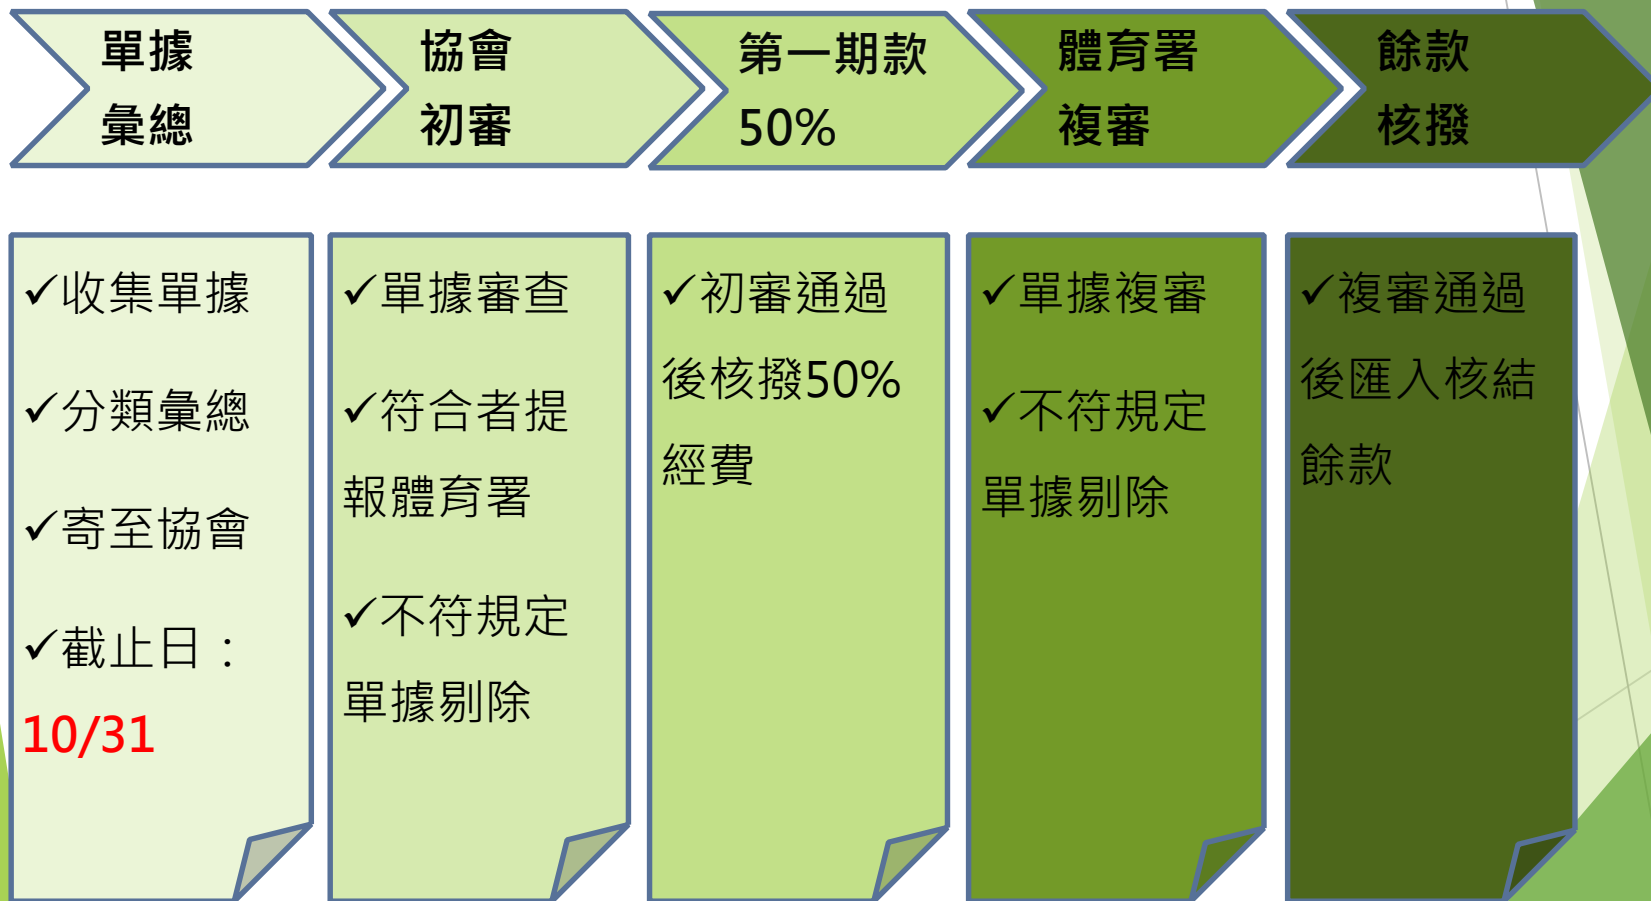 單據
彙總
協會
初審
第一期款
50%
體育署
複審
餘款
核撥
✓收集單據
✓分類彙總
✓寄至協會
✓截止日：
10/31
✓單據審查
✓符合者提
報體育署
✓不符規定
單據剔除
✓初審通過
後核撥50%
經費
✓單據複審
✓不符規定
單據剔除
✓複審通過
後匯入核結
餘款